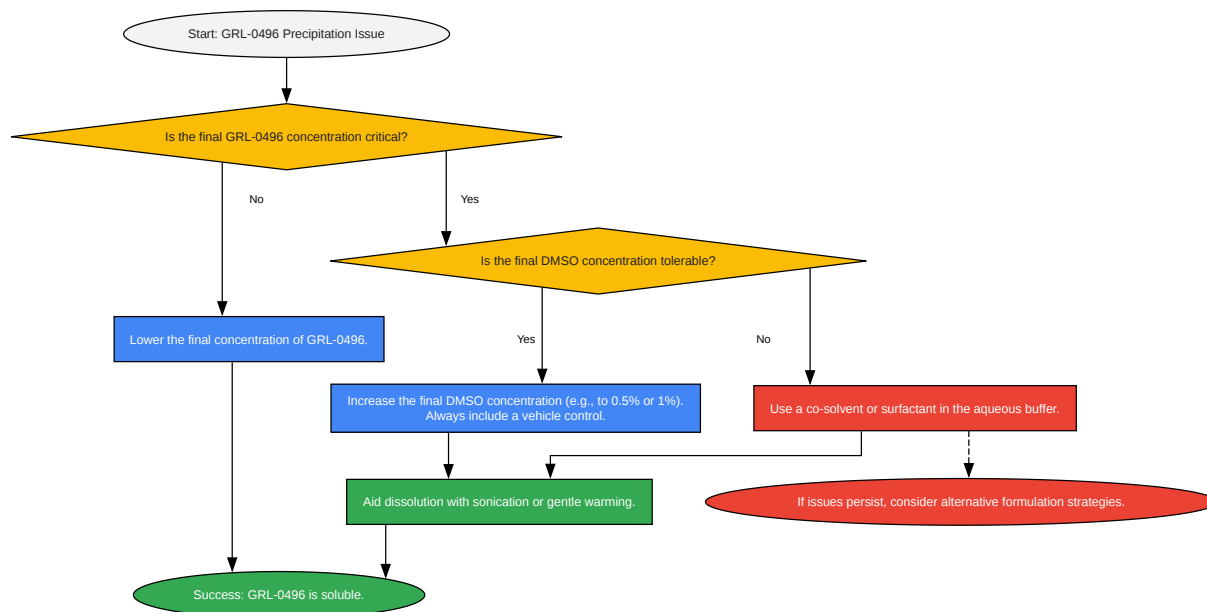 Start: GRL-0496 Precipitation Issue
Is the final GRL-0496 concentration critical?
No
Yes
Is the final DMSO concentration tolerable?
Lower the final concentration of GRL-0496.
Yes
No
Increase the final DMSO concentration (e.g., to 0.5% or 1%).
Always include a vehicle control.
Use a co-solvent or surfactant in the aqueous buffer.
Aid dissolution with sonication or gentle warming.
If issues persist, consider alternative formulation strategies.
Success: GRL-0496 is soluble.